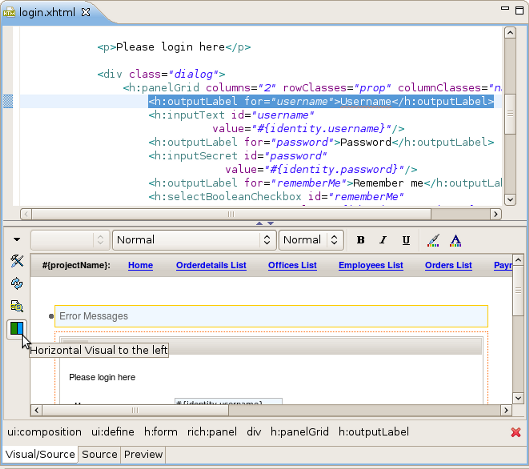 login.xhtml
<p>Please login here</p>
<div class="dialog">
<h:panelGrid columns="2" rowClasses="prop" columnClasses="n
<h:outputLabel for="username">Username</h:outputLabel>
<h:inputText id="username"
value="#{identity.username}"/>
<h:outputLabel for="password">Password</h:outputLabel>
<h:inputSecret id="password"
value="#{identity.password}"/>
<h:outputLabel for="rememberMe">Remember me</h:outputLa
<h:selectBooleanCheckbox id="rememberMe"
Normal Normal B I U A
#{projectName}: Home Orderdetails List Offices List Employees List Orders List Payr
Error Messages
Horizontal Visual to the left
Please login here
#{identity.username}
ui:composition ui:define h:form rich:panel div h:panelGrid h:outputLabel
Visual/Source Source Preview